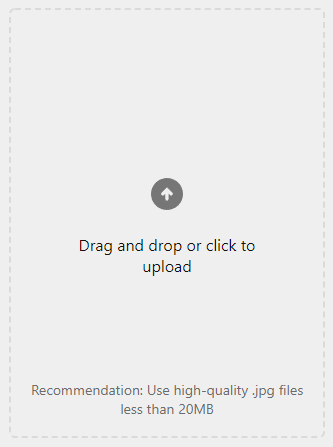 Drag and drop or click to
upload
Recommendation: Use high-quality .jpg files
less than 20MB